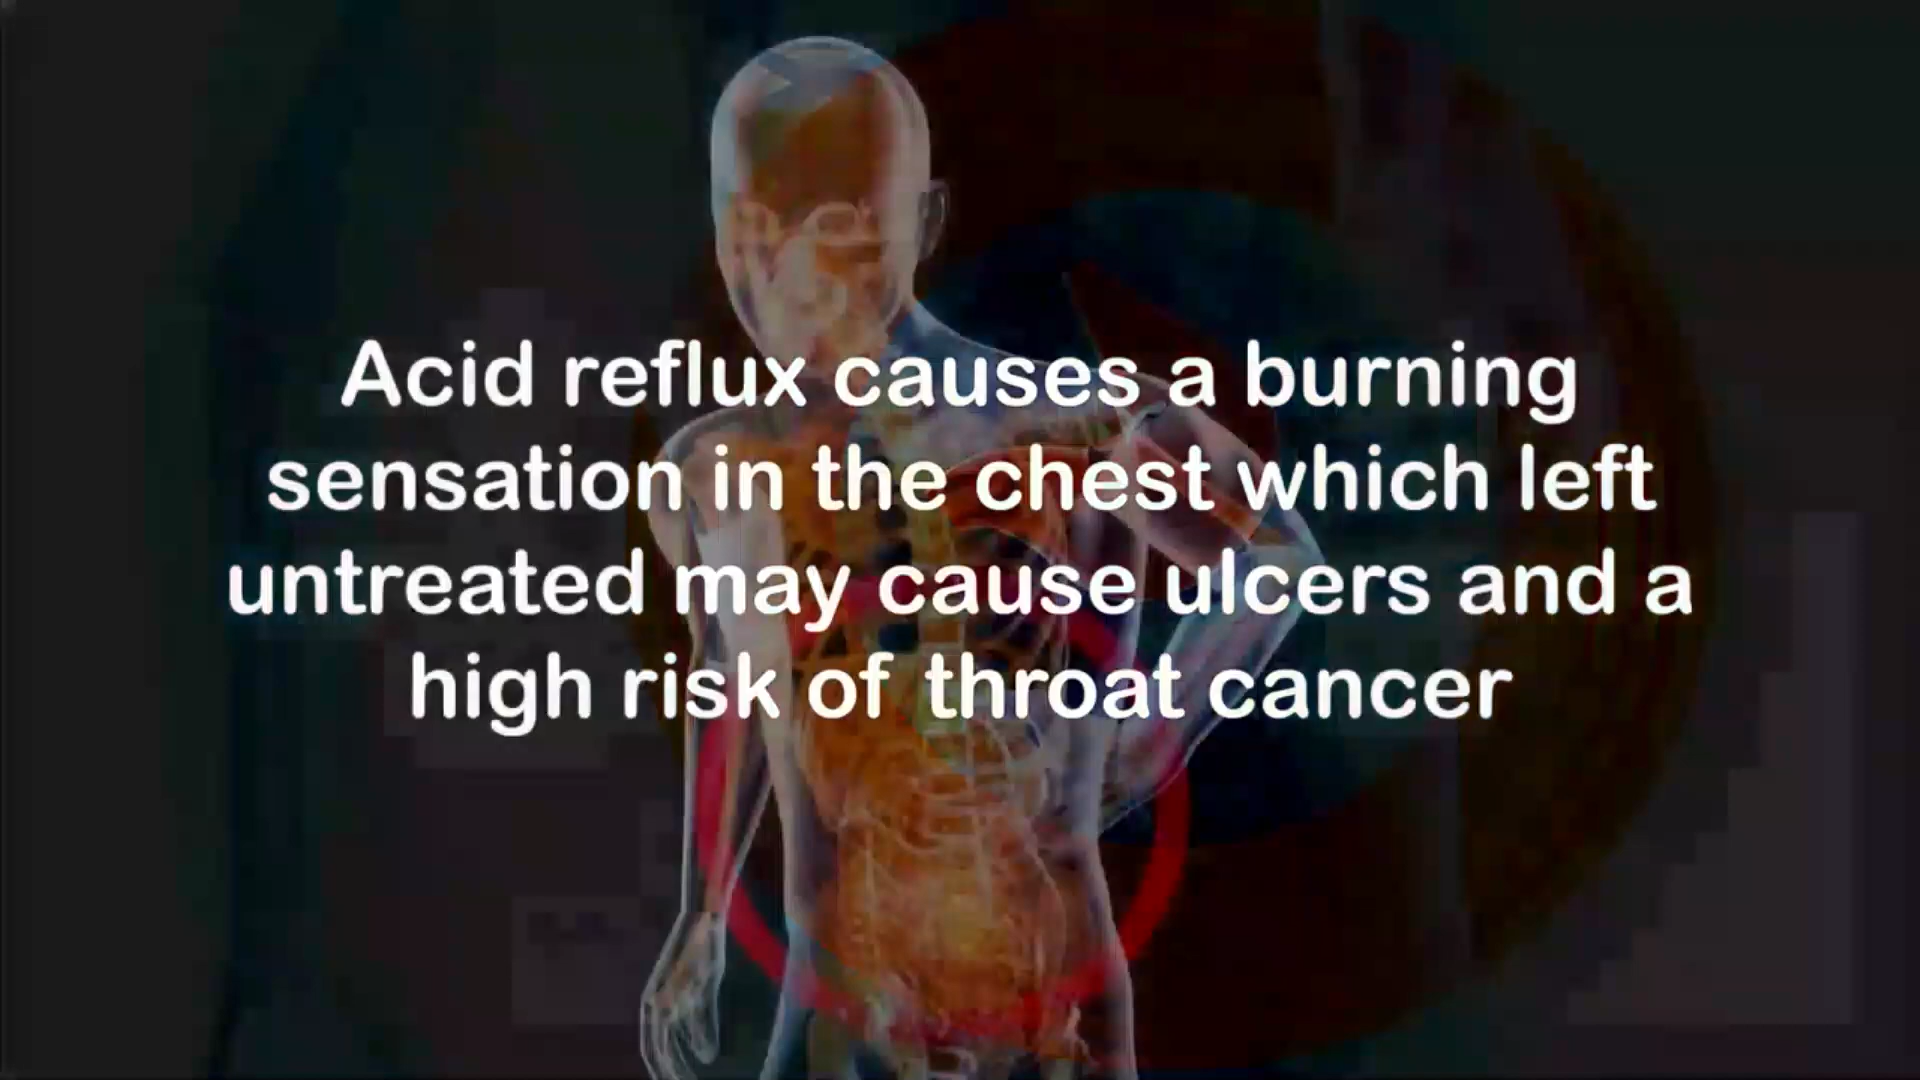 Acid reflux causes a burning
sensation in the chest which left
untreated may cause ulcers and a
high risk of throat cancer